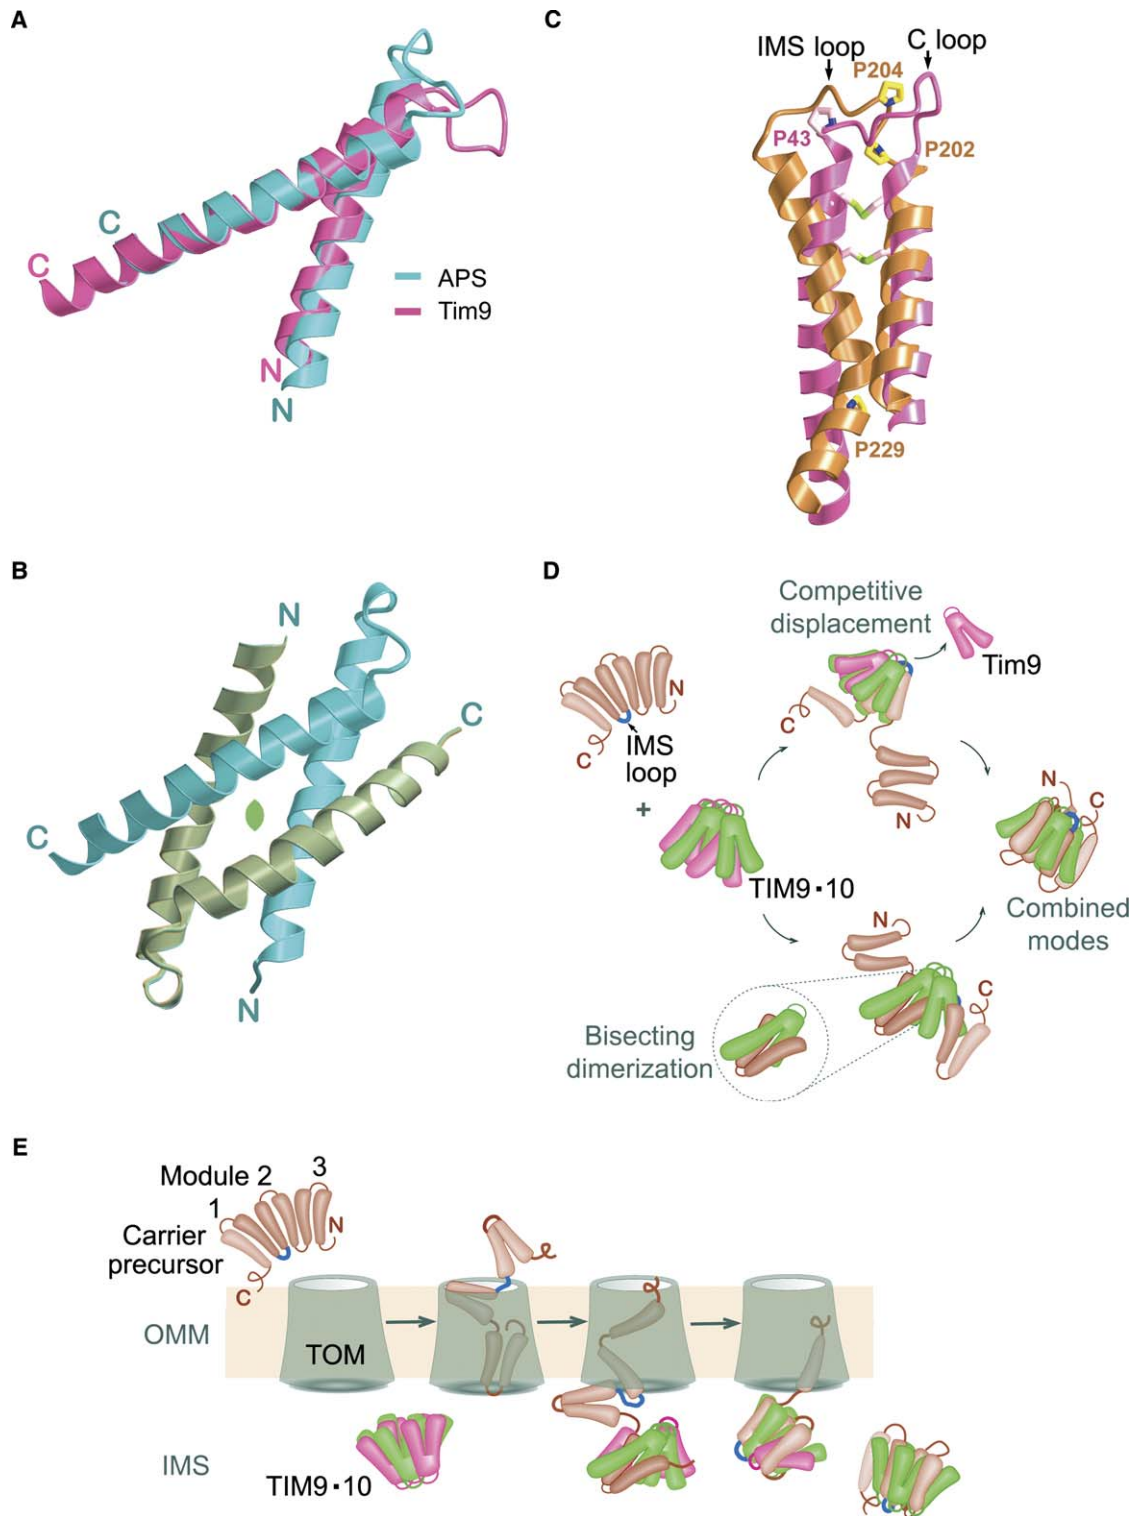 A
C
C
N
N
APS
Tim9
C
IMS loop
C loop
P204
P43
P202
P229
B
N
C
C
N
D
Competitive
displacement
Tim9
N
C
IMS
loop
+
C
N
TIM9·10
N
C
Combined
modes
N
C
Bisecting
dimerization
E
Module 2
3
1
Carrier
precursor
N
C
OMM
TOM
IMS
TIM9·10